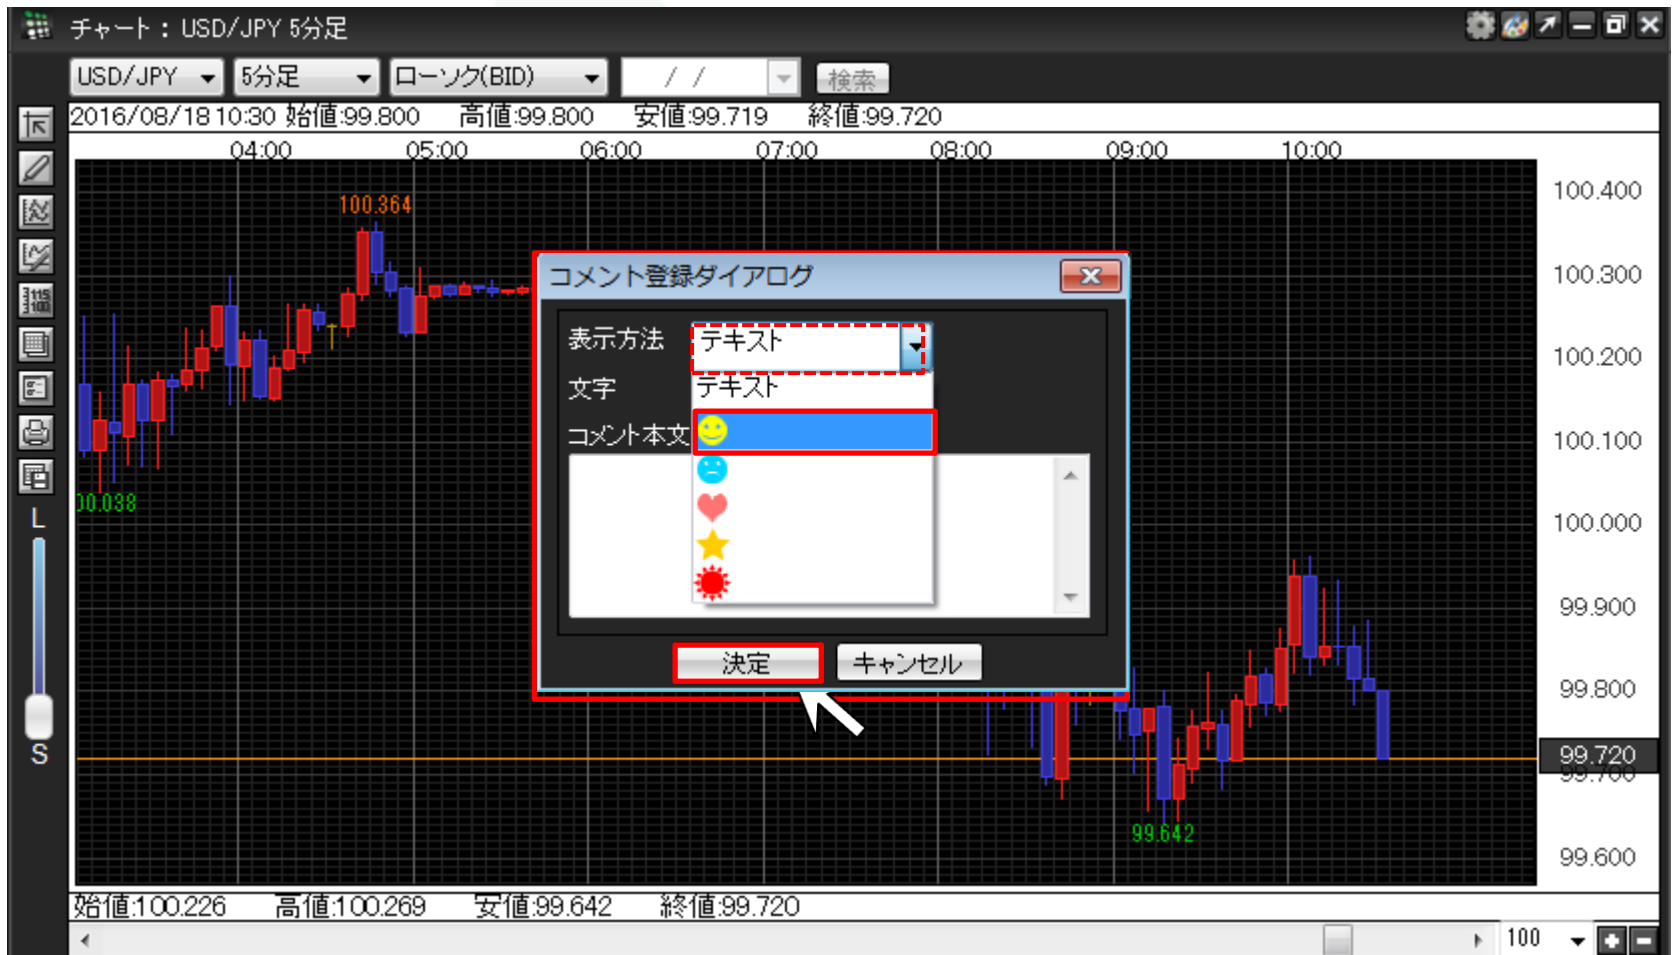 チャート： USD/JPY 5分足
USD/JPY 5分足 ローソク(BID) / / 検索
2016/08/18 10:30 始値:99.800 高値:99.800 安値:99.719 終値:99.720
04:00 05:00 06:00 07:00 08:00 09:00 10:00
100.400
100.364
100.300
コメント登録ダイアログ
115
100
表示方法 テキスト
100.200
文字 テキスト
コメント本文
100.100
00.038
L
100.000
99.900
決定 キャンセル
99.800
S
99.720
99.700
99.642
99.600
始値:100.226 高値:100.269 安値:99.642 終値:99.720
100